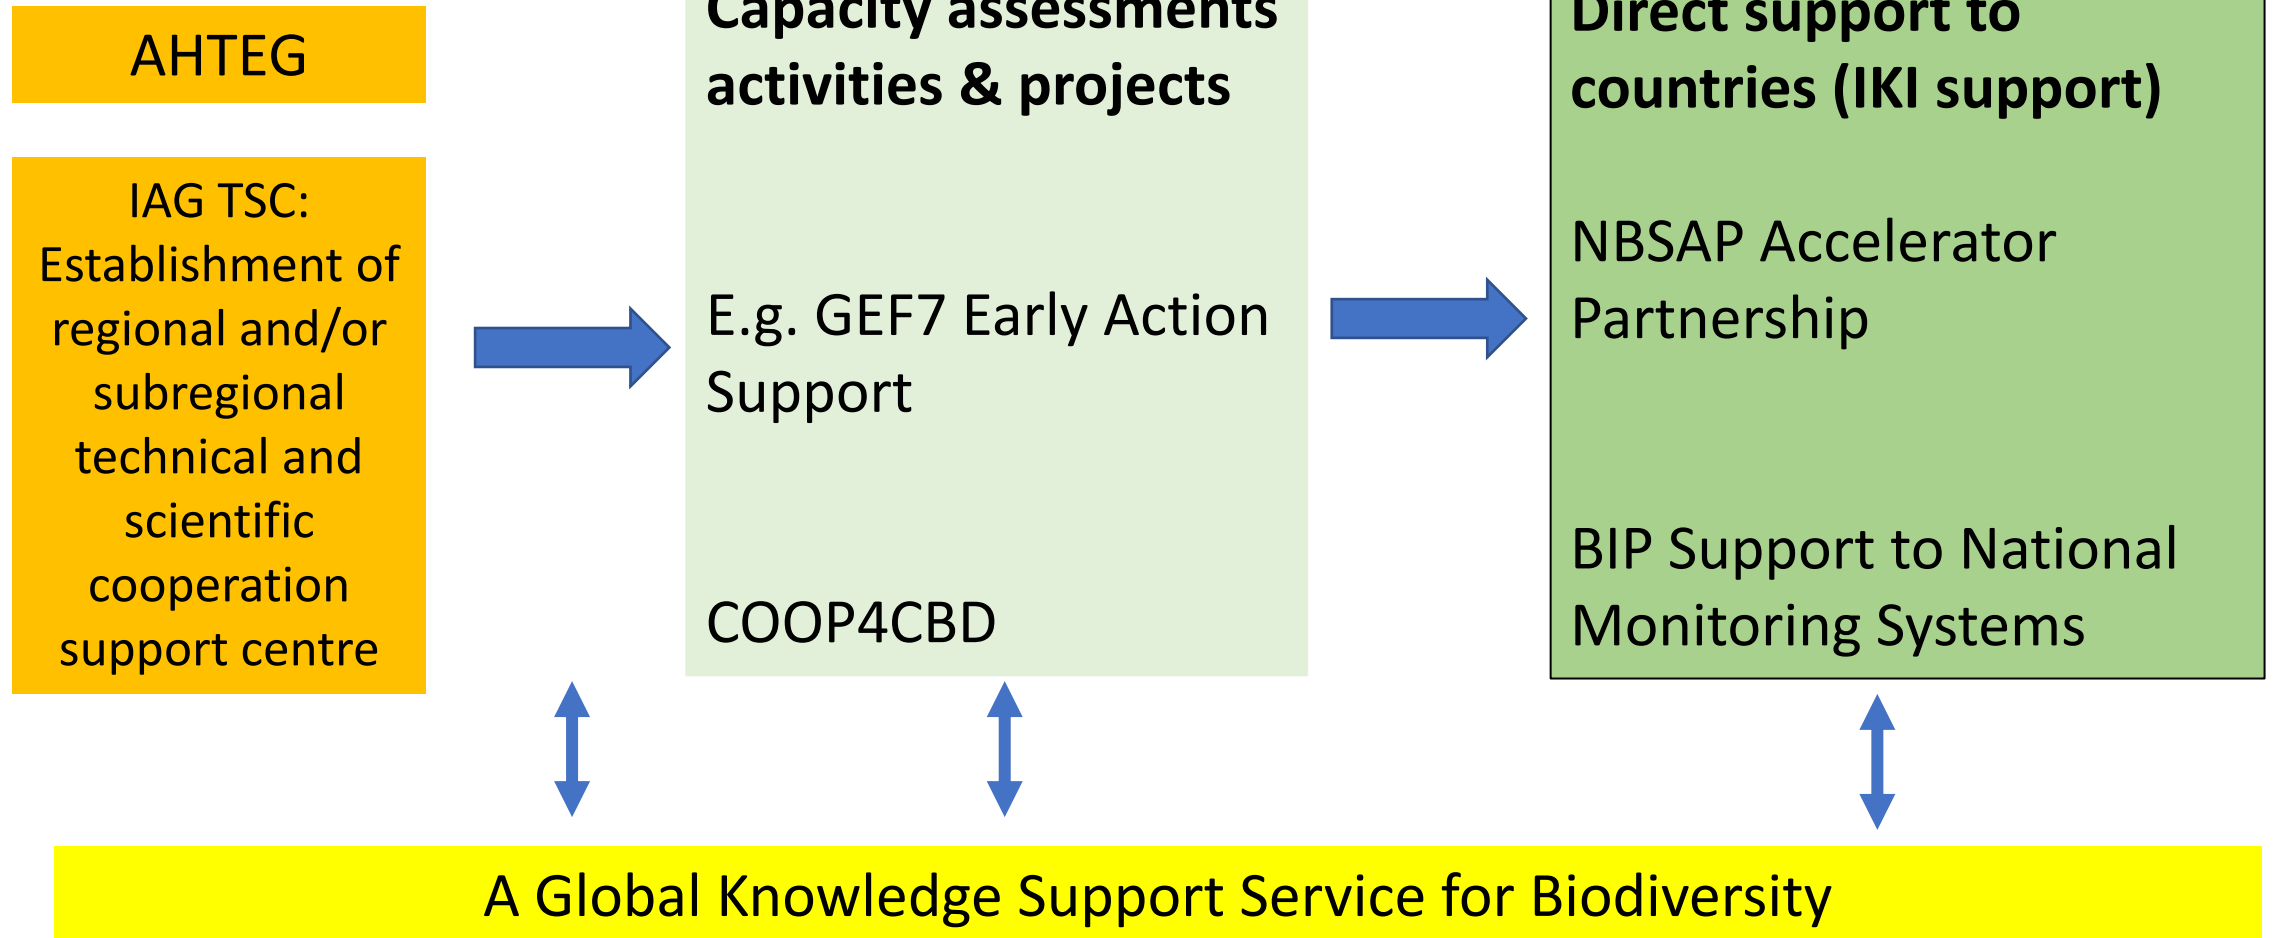 AHTEG
IAG TSC:
Establishment of
regional and/or
subregional
technical and
scientific
cooperation
support centre
Capacity assessments
activities & projects
E.g. GEF7 Early Action
Support
COOP4CBD
Direct support to
countries (IKI support)
NBSAP Accelerator
Partnership
BIP Support to National
Monitoring Systems
A Global Knowledge Support Service for Biodiversity